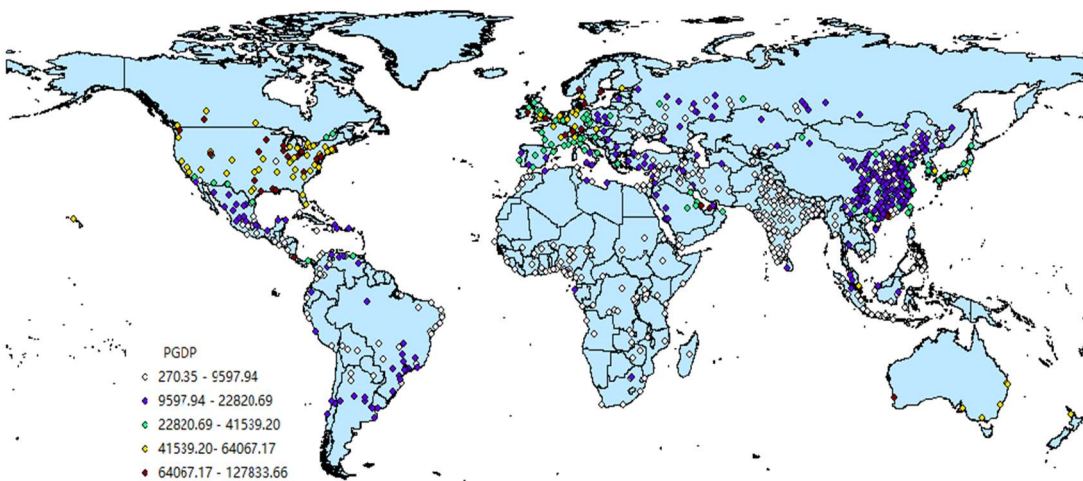 PGDP
270.35 - 9597.94
9597.94 - 22820.69
22820.69 - 41539.20
41539.20- 64067.17
64067.17- 127833.66